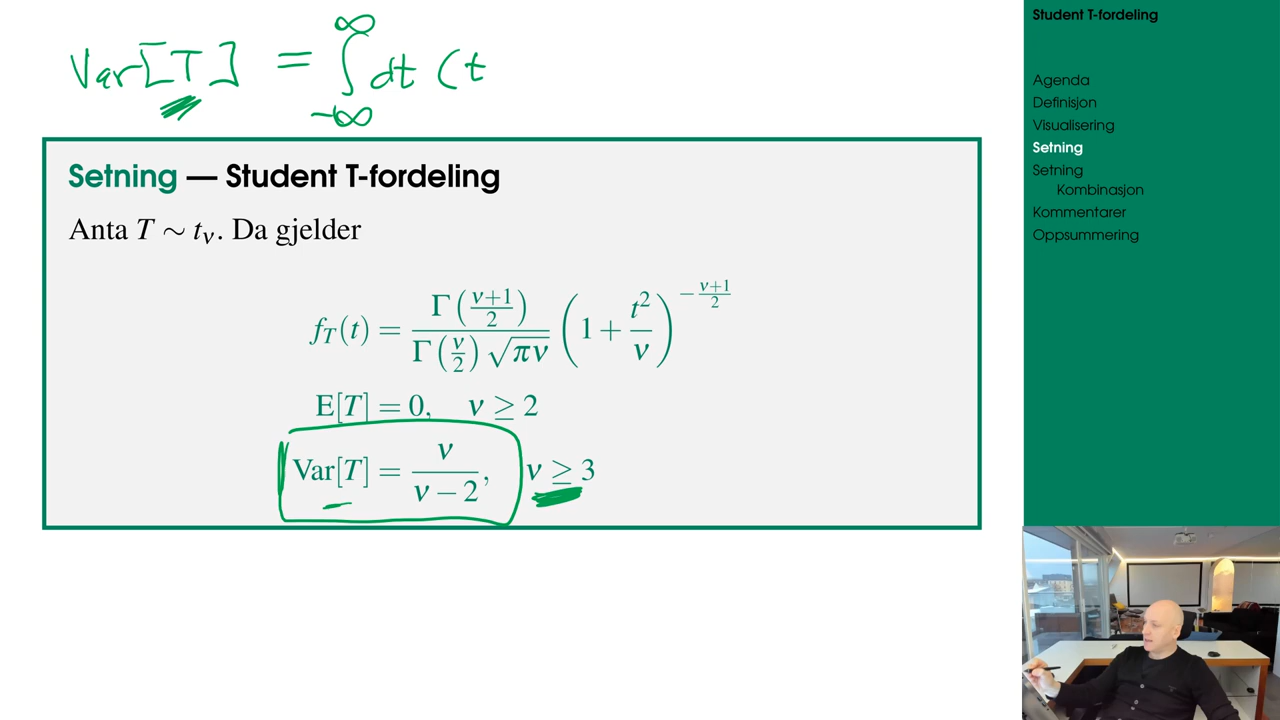 Var[T] = ∫_{-∞}^{∞} dt (t
Setning — Student T-fordeling
Anta T ∼ t_ν. Da gjelder
f_T(t) = Γ((ν+1)/2) / (Γ(ν/2) √(πν)) (1 + t²/ν)^{−(ν+1)/2}
E[T] = 0, ν ≥ 2
Var[T] = ν/(ν − 2), ν ≥ 3
Student T-fordeling
Agenda
Definisjon
Visualisering
Setning
Setning
Kombinasjon
Kommentarer
Oppsummering